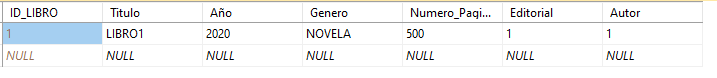 ID_LIBRO Titulo Año Genero Numero_Pagi... Editorial Autor
1 LIBRO1 2020 NOVELA 500 1 1
NULL NULL NULL NULL NULL NULL NULL